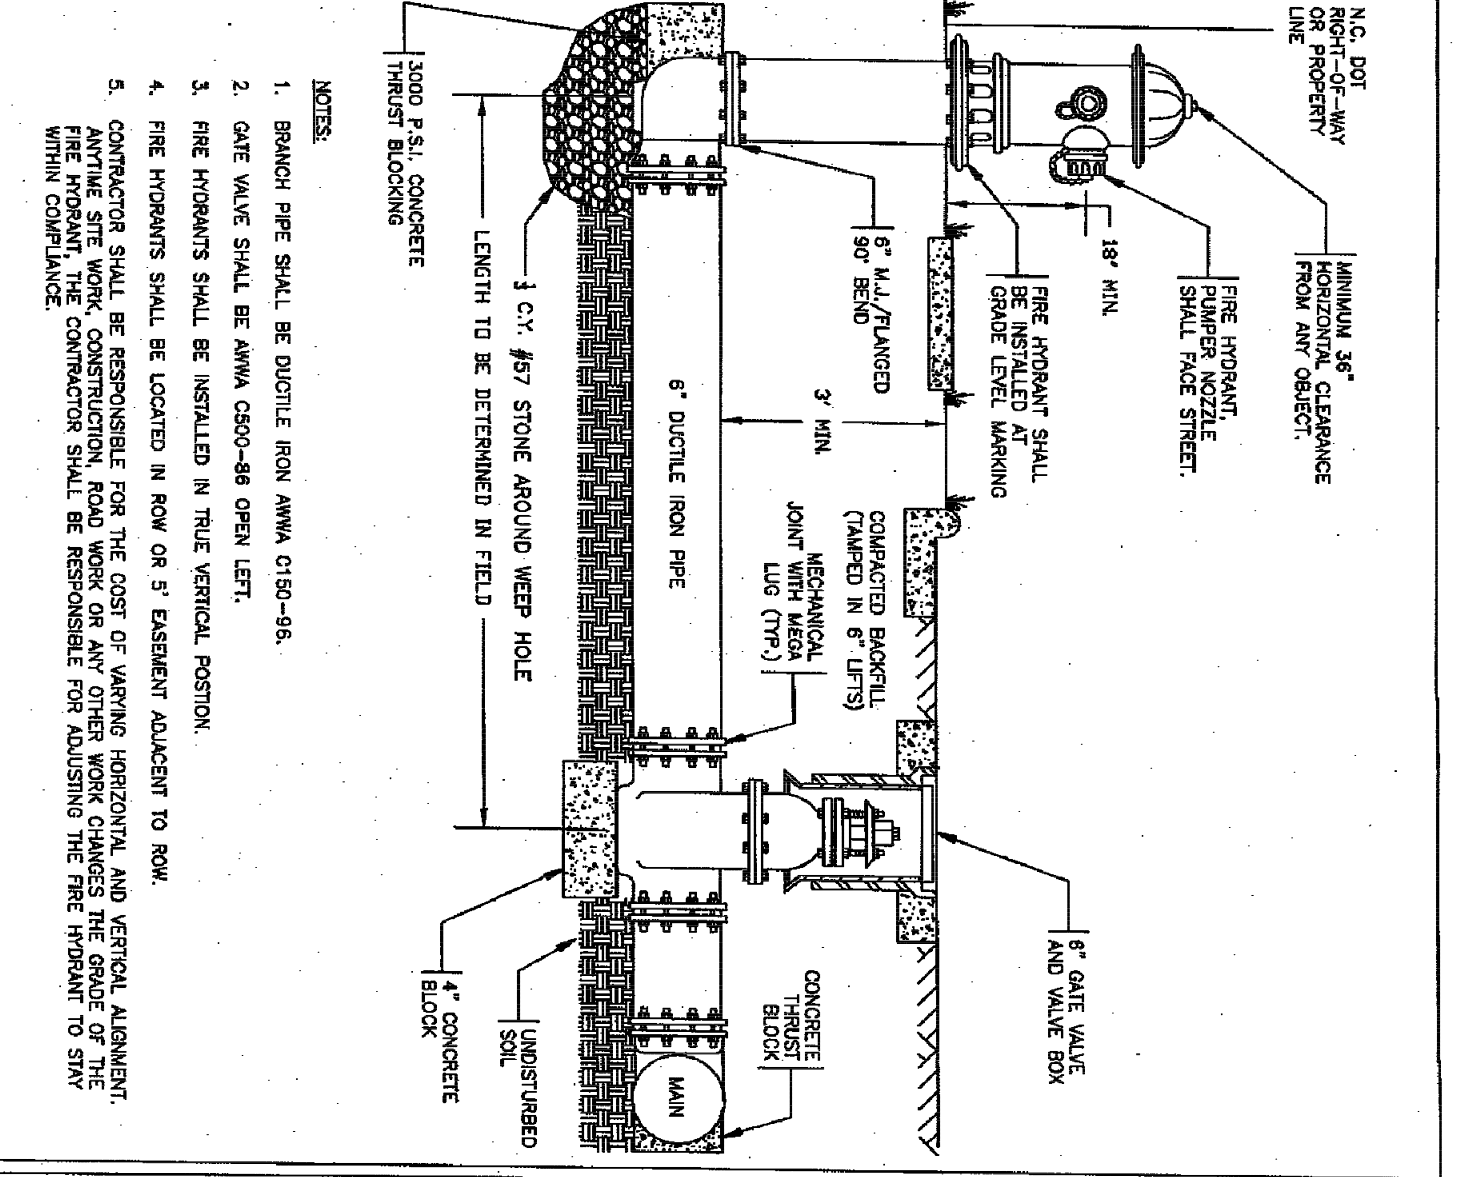 N.C. DOT
RIGHT-OF-WAY
OR PROPERTY
LINE
MINIMUM 36"
HORIZONTAL CLEARANCE
FROM ANY OBJECT.
FIRE HYDRANT,
PUMPER NOZZLE
SHALL FACE STREET.
18" MIN.
FIRE HYDRANT SHALL
BE INSTALLED AT
GRADE LEVEL MARKING
6" M.J./FLANGED
90° BEND
3' MIN.
COMPACTED BACKFILL
(TAMPED IN 6" LIFTS)
MECHANICAL
JOINT WITH MEGA
LUG (TYP.)
6" GATE VALVE
AND VALVE BOX
CONCRETE
THRUST
BLOCK
6" DUCTILE IRON PIPE
MAIN
C.Y. #57 STONE AROUND WEEP HOLE
LENGTH TO BE DETERMINED IN FIELD
UNDISTURBED
SOIL
4" CONCRETE
BLOCK
3000 P.S.I. CONCRETE
THRUST BLOCKING
NOTES:
1. BRANCH PIPE SHALL BE DUCTILE IRON AWWA C150-96.
2. GATE VALVE SHALL BE AWWA C500-86 OPEN LEFT.
3. FIRE HYDRANTS SHALL BE INSTALLED IN TRUE VERTICAL POSTION.
4. FIRE HYDRANTS SHALL BE LOCATED IN ROW OR 5' EASEMENT ADJACENT TO ROW.
5. CONTRACTOR SHALL BE RESPONSIBLE FOR THE COST OF VARYING HORIZONTAL AND VERTICAL ALIGNMENT.
ANYTIME SITE WORK, CONSTRUCTION, ROAD WORK OR ANY OTHER WORK CHANGES THE GRADE OF THE
FIRE HYDRANT, THE CONTRACTOR SHALL BE RESPONSIBLE FOR ADJUSTING THE FIRE HYDRANT TO STAY
WITHIN COMPLIANCE.